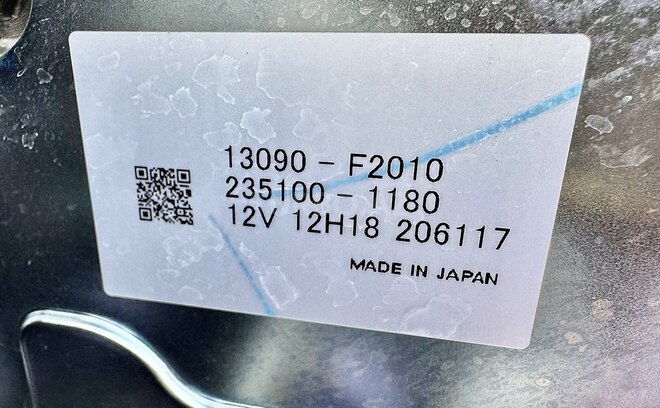 13090 - F2010
235100 - 1180
12V 12H18 206117
MADE IN JAPAN